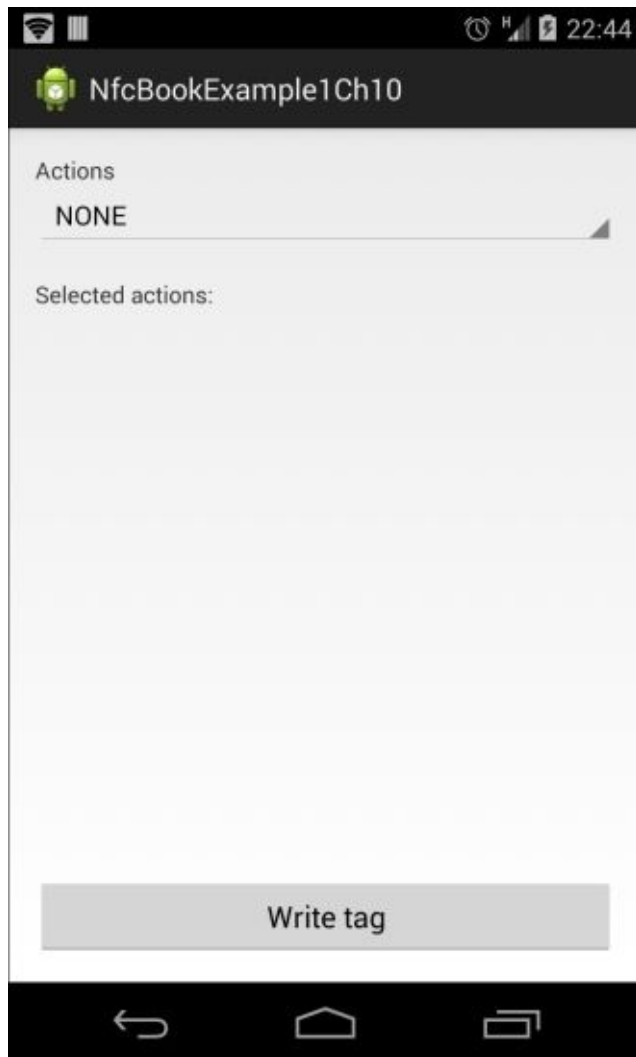 H 22:44
NfcBookExample1Ch10
Actions
NONE
Selected actions:
Write tag